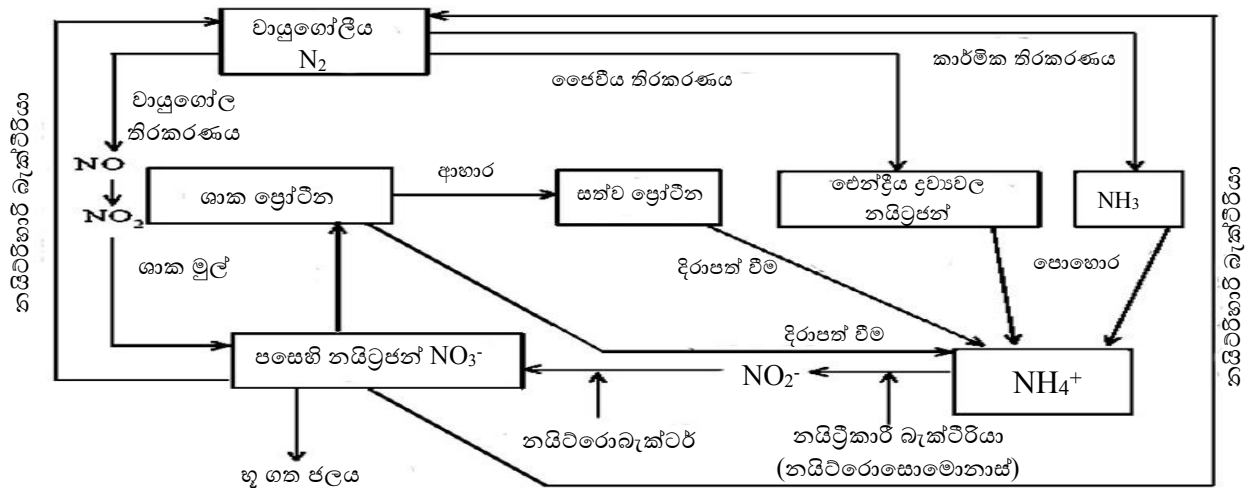 වායුගෝලීය
N₂
කාර්මික තිරකරණය
ජෛවීය තිරකරණය
වායුගෝල
තිරකරණය
නයිට්‍රිහාරි බැක්ටීරියා
NO
NO₂
ශාක ප්‍රෝටීන
ආහාර
සත්ව ප්‍රෝටීන
ඓන්ද්‍රීය ද්‍රව්‍යවල
නයිට්‍රජන්
NH₃
නයිට්‍රිහාරි බැක්ටීරියා
ශාක මුල්
දිරාපත් වීම
පොහොර
දිරාපත් වීම
පසෙහි නයිට්‍රජන් NO₃⁻
NO₂⁻
NH₄⁺
නයිට්රොබැක්ටර්
නයිට්‍රීකාරී බැක්ටීරියා
(නයිට්රොසොමොනාස්)
භූ ගත ජලය